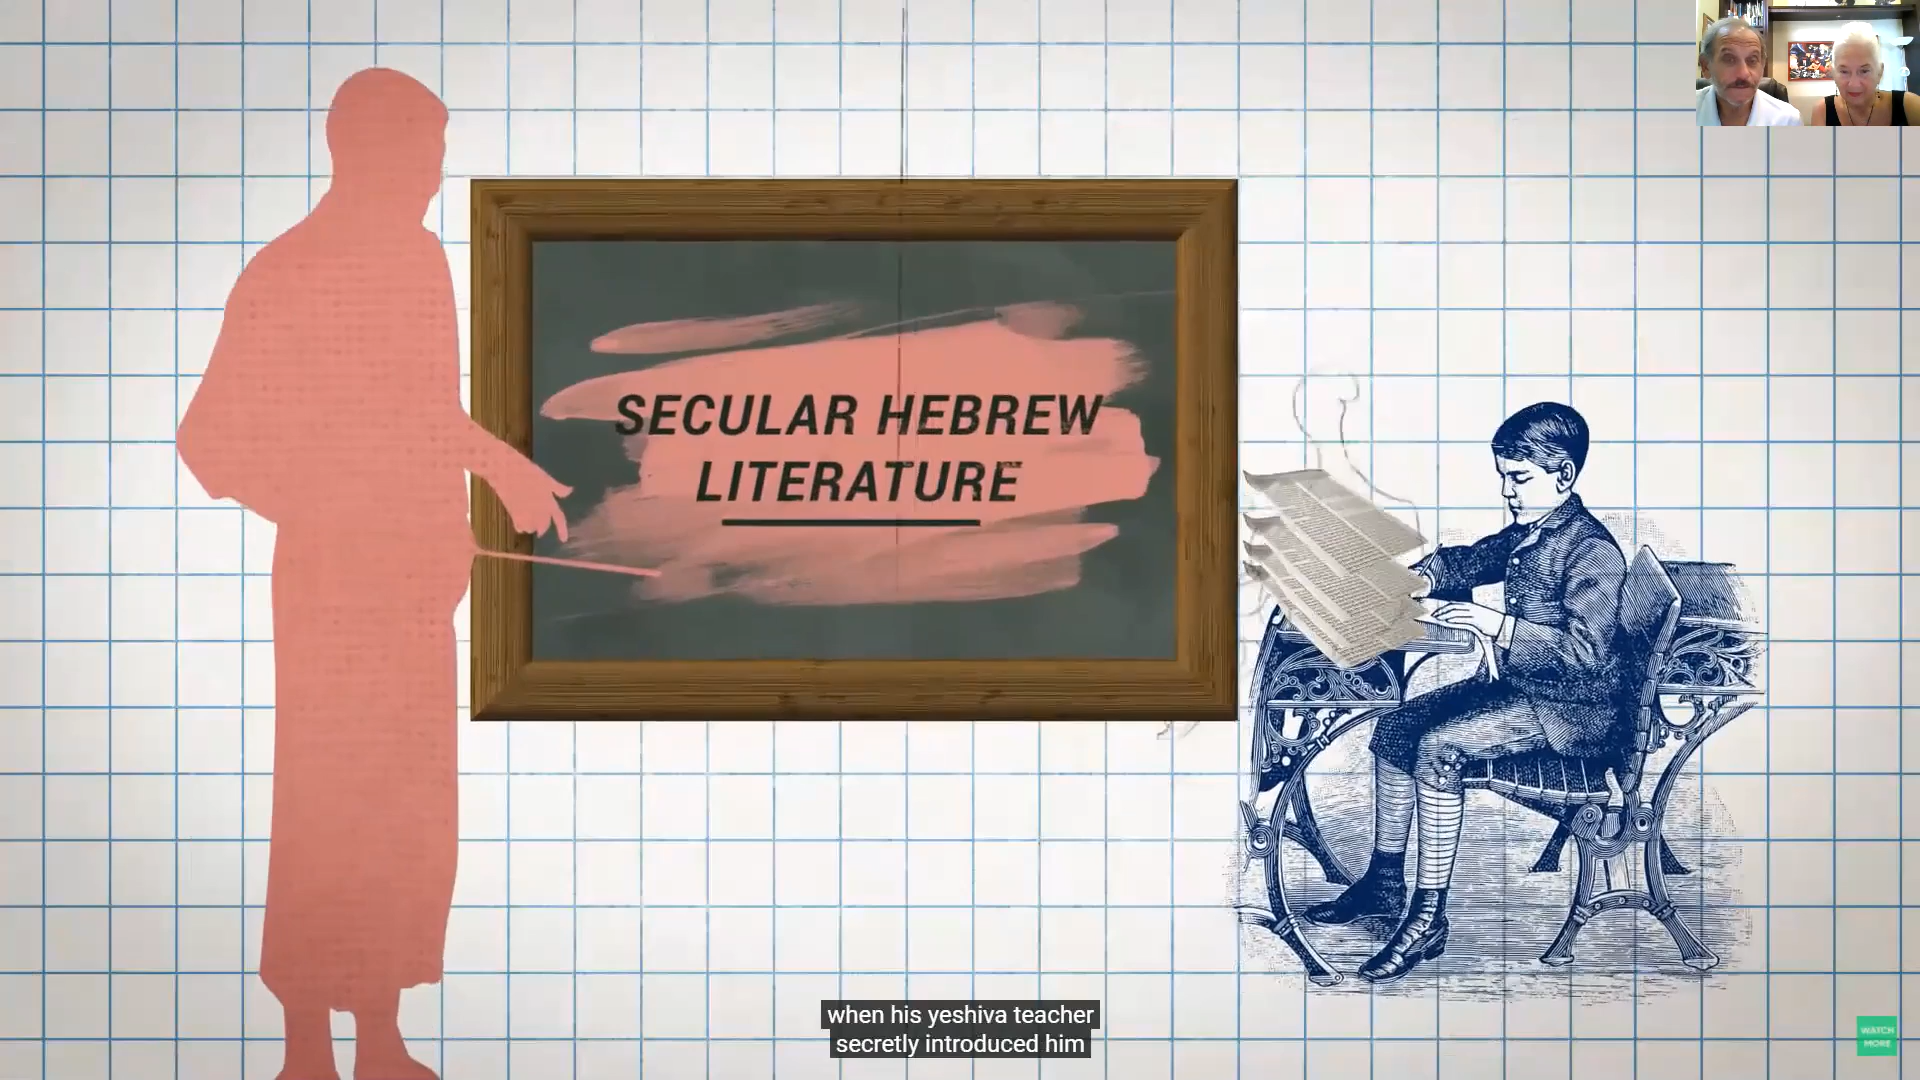 SECULAR HEBREW
LITERATURE
when his yeshiva teacher
secretly introduced him
WATCH
MORE